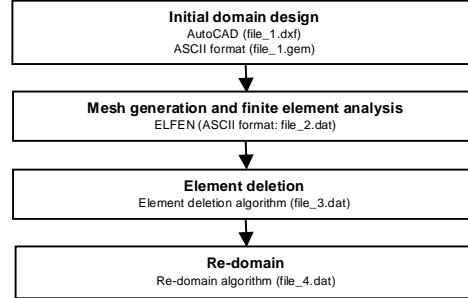 Initial domain design
AutoCAD (file_1.dxf)
ASCII format (file_1.gem)
Mesh generation and finite element analysis
ELFEN (ASCII format: file_2.dat)
Element deletion
Element deletion algorithm (file_3.dat)
Re-domain
Re-domain algorithm (file_4.dat)